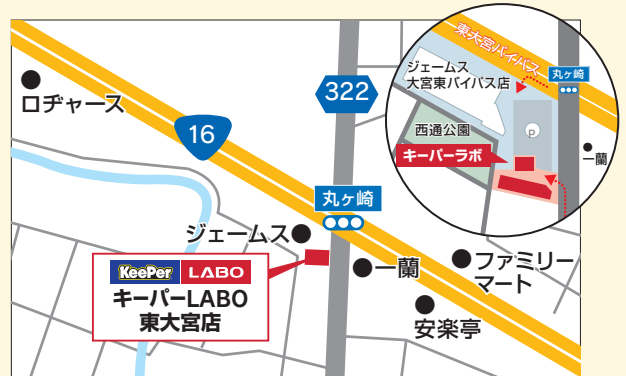 ロヂャース
16
322
丸ヶ崎
ジェームス
一蘭
ファミリー
マート
安楽亭
KeePer LABO
キーパーLABO
東大宮店
東大宮バイパス
ジェームス
大宮東バイパス店
丸ヶ崎
西通公園
P
キーパーラボ
一蘭